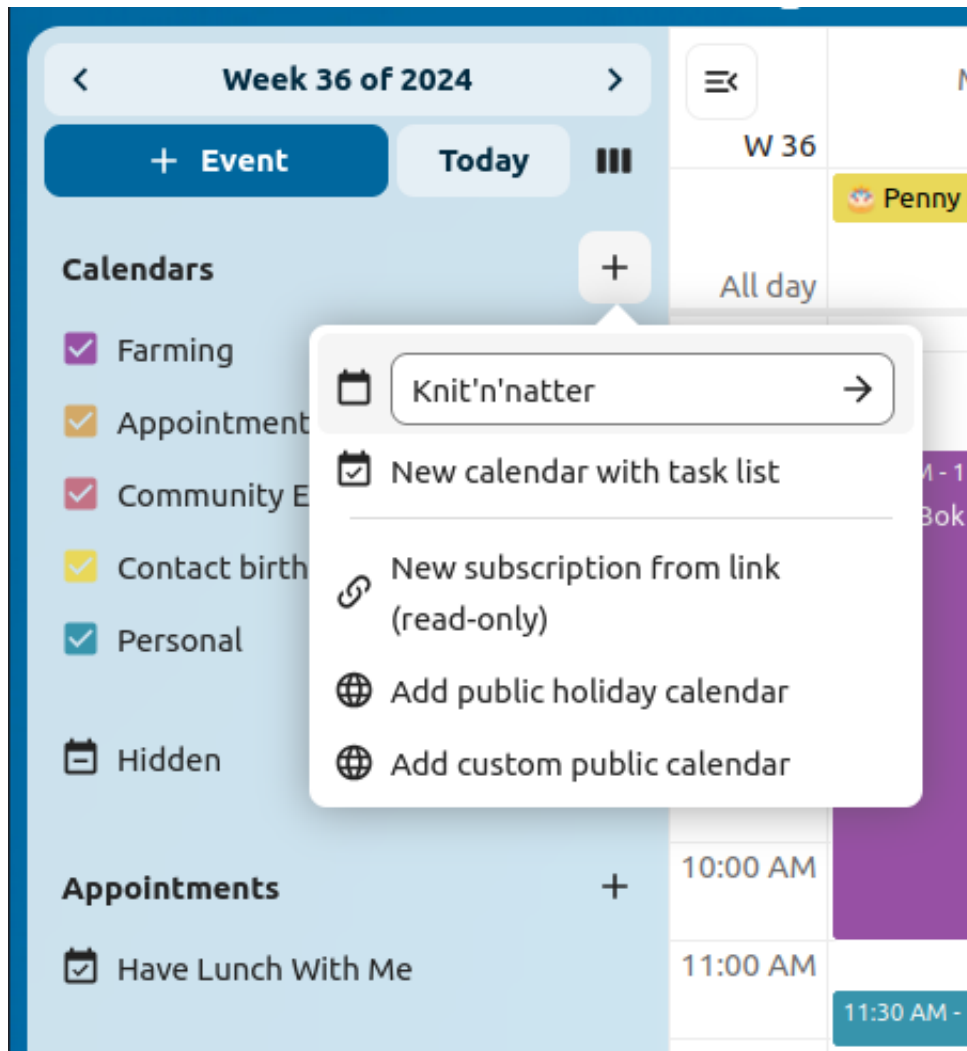 Week 36 of 2024
+ Event
Today
W 36
Penny
All day
Calendars
Farming
Appointment
Community E
Contact birth
Personal
Hidden
Knit'n'natter
New calendar with task list
New subscription from link
(read-only)
Add public holiday calendar
Add custom public calendar
M - 1
Bok
10:00 AM
Appointments
Have Lunch With Me
11:00 AM
11:30 AM -